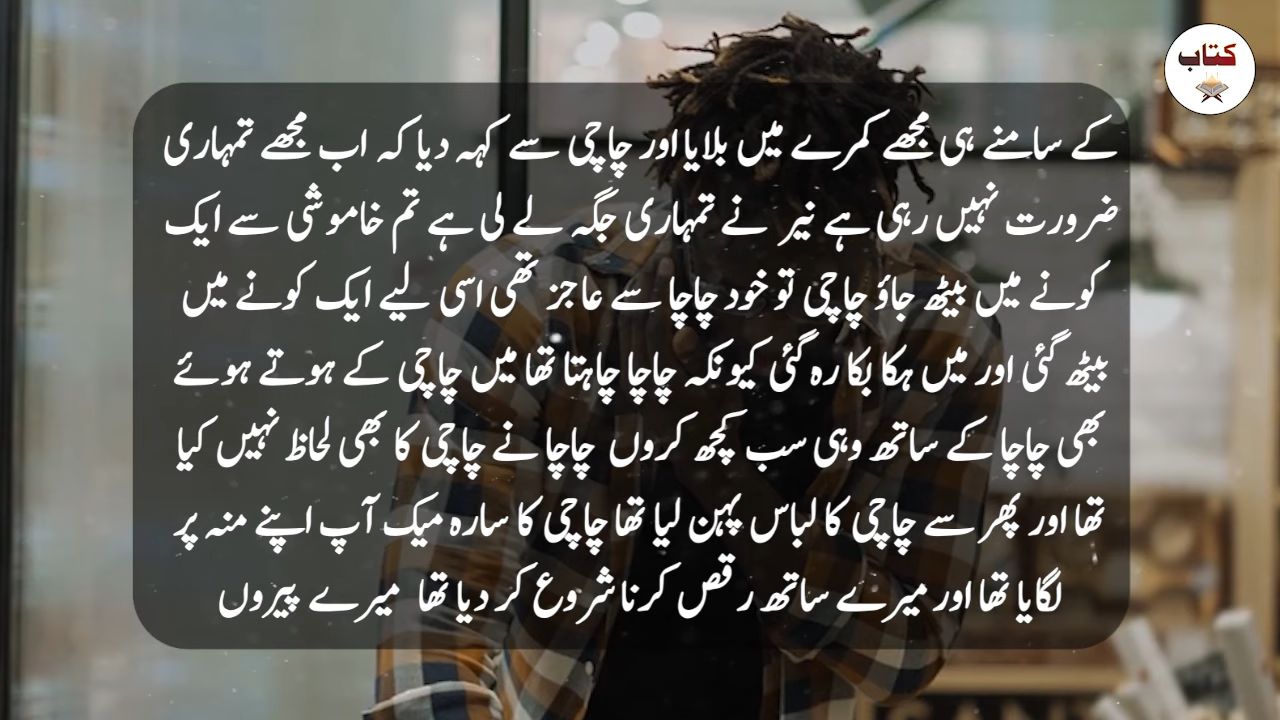 کتاب
کے سامنے ہی مجھے کمرے میں بلایا اور چاچی سے کہہ دیا کہ اب مجھے تمہاری
ضرورت نہیں رہی ہے نیر نے تمہاری جگہ لے لی ہے تم خاموشی سے ایک
کونے میں بیٹھ جاؤ چاچی تو خود چاچا سے عاجز تھی اسی لیے ایک کونے میں
بیٹھ گئی اور میں ہکا بکا رہ گئی کیونکہ چاچا چاہتا تھا میں چاچی کے ہوتے ہوئے
بھی چاچا کے ساتھ وہی سب کچھ کروں چاچا نے چاچی کا بھی لحاظ نہیں کیا
تھا اور پھر سے چاچی کا لباس پہن لیا تھا چاچی کا سارہ میک آپ اپنے منہ پر
لگایا تھا اور میرے ساتھ رقص کرنا شروع کر دیا تھا میرے پیروں